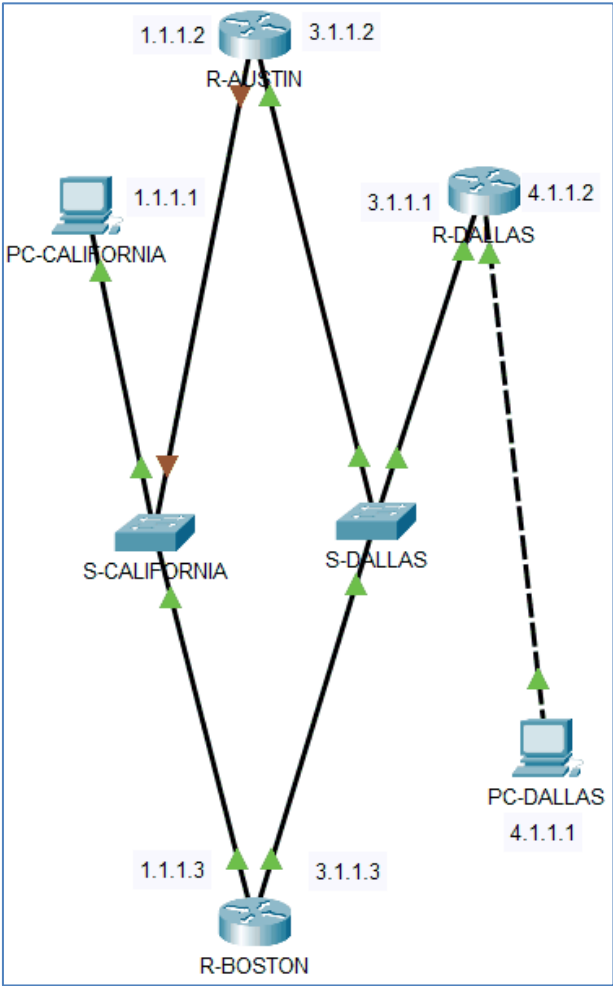 1.1.1.2
3.1.1.2
R-AUSTIN
1.1.1.1
PC-CALIFORNIA
3.1.1.1
4.1.1.2
R-DALLAS
S-CALIFORNIA
S-DALLAS
PC-DALLAS
4.1.1.1
1.1.1.3
3.1.1.3
R-BOSTON